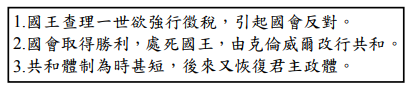 1.國王查理一世欲強行徵稅，引起國會反對。
2.國會取得勝利，處死國王，由克倫威爾改行共和。
3.共和體制為時甚短，後來又恢復君主政體。